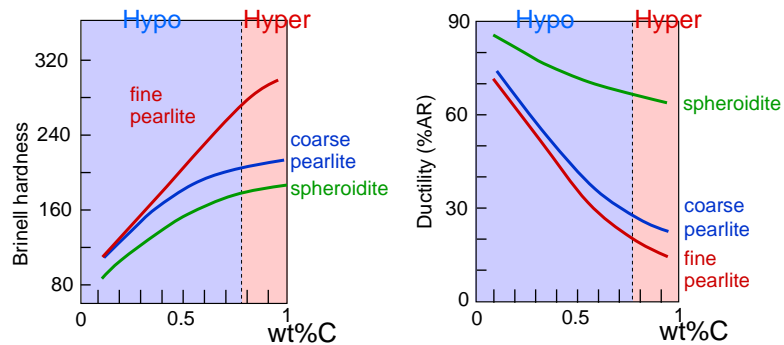 Hypo Hyper
320
240
160
80
Brinell hardness
fine
pearlite
coarse
pearlite
spheroidite
0 0.5 1
wt%C
Hypo Hyper
90
60
30
0
Ductility (%AR)
spheroidite
coarse
pearlite
fine
pearlite
0 0.5 1
wt%C